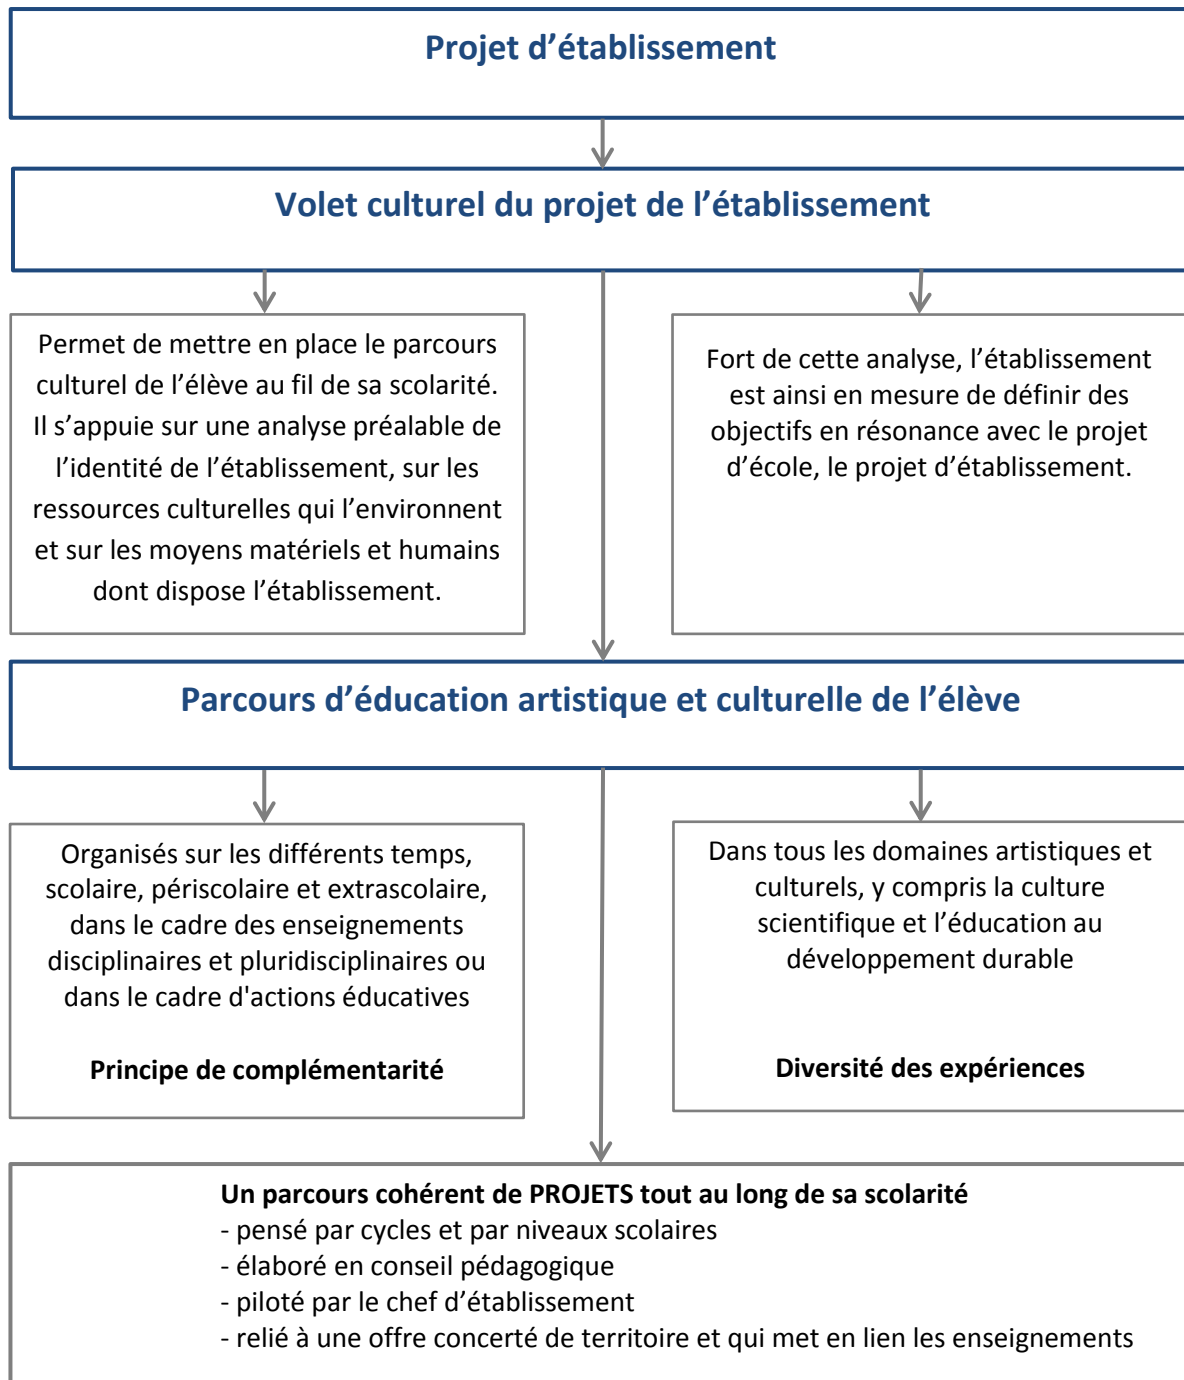 Projet d’établissement
Volet culturel du projet de l’établissement
Permet de mettre en place le parcours
culturel de l’élève au fil de sa scolarité.
Il s’appuie sur une analyse préalable de
l’identité de l’établissement, sur les
ressources culturelles qui l’environnent
et sur les moyens matériels et humains
dont dispose l’établissement.
Fort de cette analyse, l’établissement
est ainsi en mesure de définir des
objectifs en résonance avec le projet
d’école, le projet d’établissement.
Parcours d’éducation artistique et culturelle de l’élève
Organisés sur les différents temps,
scolaire, périscolaire et extrascolaire,
dans le cadre des enseignements
disciplinaires et pluridisciplinaires ou
dans le cadre d'actions éducatives
Principe de complémentarité
Dans tous les domaines artistiques et
culturels, y compris la culture
scientifique et l’éducation au
développement durable
Diversité des expériences
Un parcours cohérent de PROJETS tout au long de sa scolarité
- pensé par cycles et par niveaux scolaires
- élaboré en conseil pédagogique
- piloté par le chef d’établissement
- relié à une offre concerté de territoire et qui met en lien les enseignements